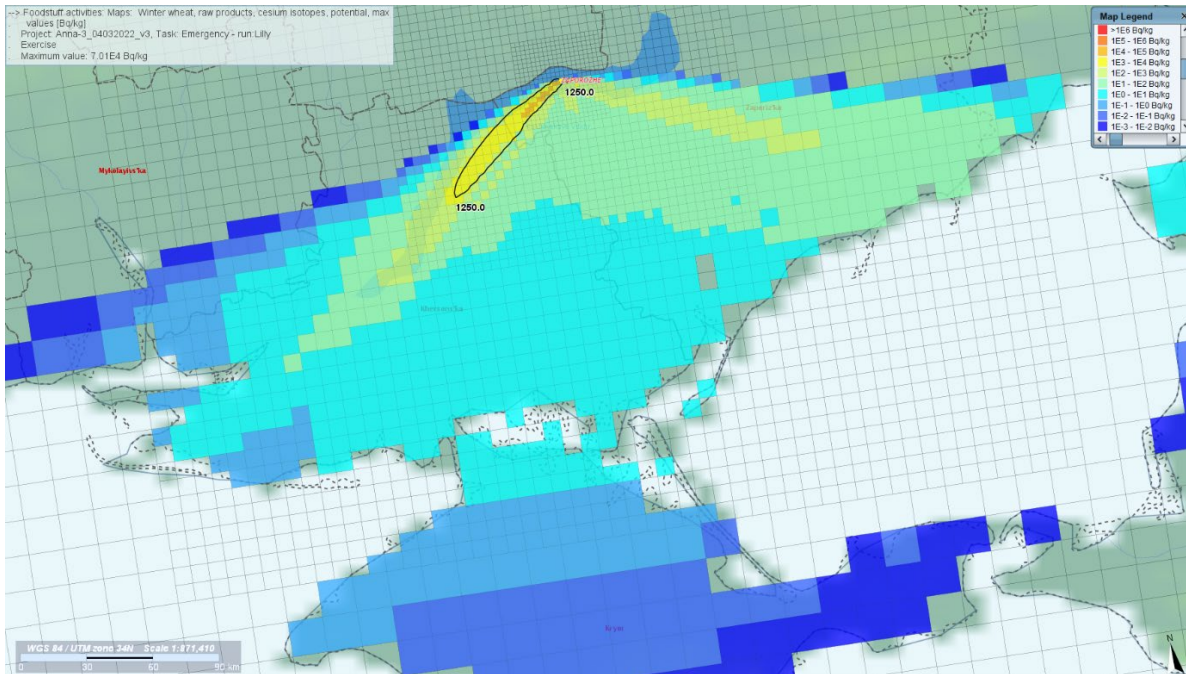 --> Foodstuff activities: Maps: Winter wheat, raw products, cesium isotopes, potential, max
values [Bq/kg]
Project: Anna-3_04032022_v3, Task: Emergency - run:Lilly
Exercise
Maximum value: 7,01E4 Bq/kg
Map Legend
>1E6 Bq/kg
1E5 - 1E6 Bq/kg
1E4 - 1E5 Bq/kg
1E3 - 1E4 Bq/kg
1E2 - 1E3 Bq/kg
1E1 - 1E2 Bq/kg
1E0 - 1E1 Bq/kg
1E-1 - 1E0 Bq/kg
1E-2 - 1E-1 Bq/kg
1E-3 - 1E-2 Bq/kg
1250.0
Zaporiz'ka
Mykolayivs'ka
1250.0
Khersons'ka
Krym
WGS 84 / UTM zone 34N Scale 1:871,410
0 30 60 90 km
N